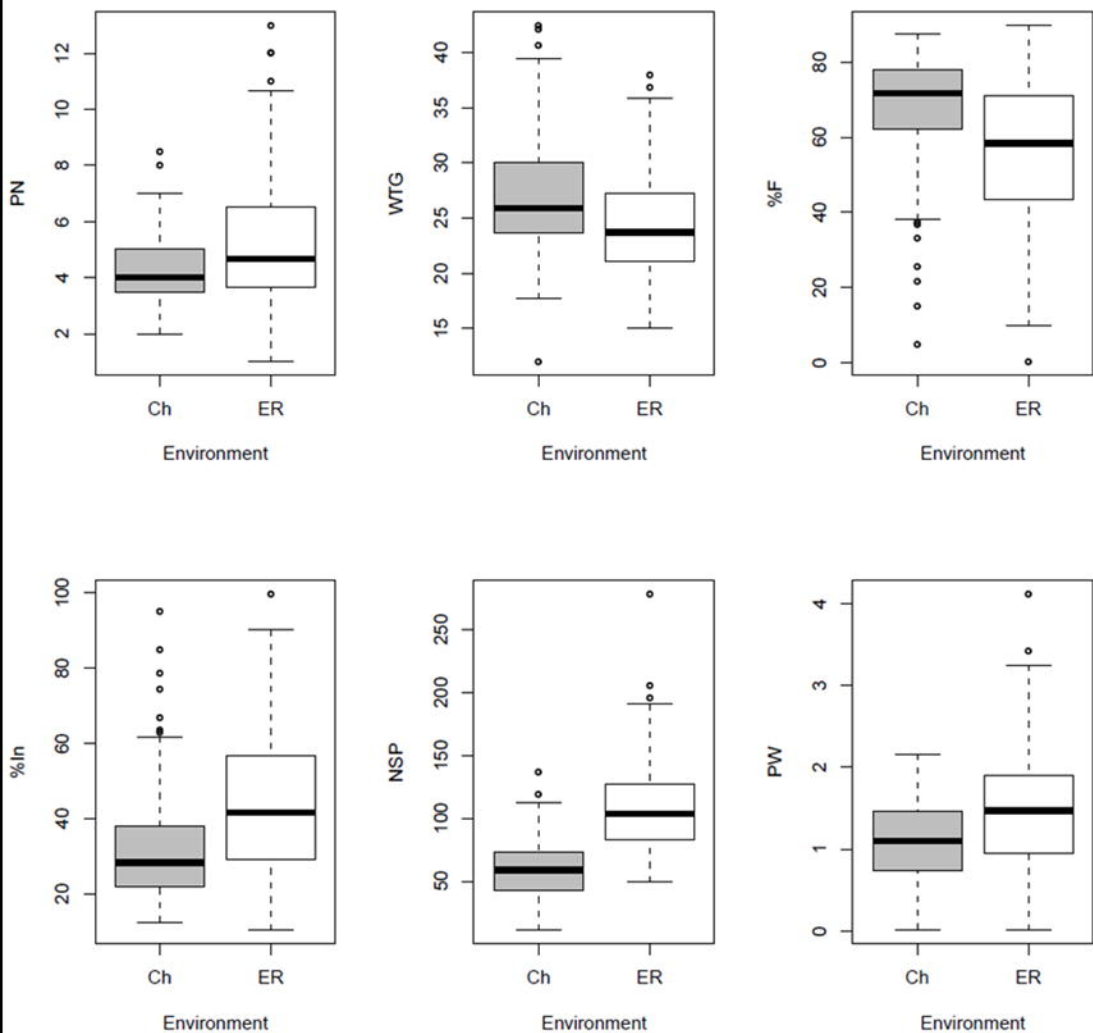 PN
12
10
8
6
4
2
Ch ER
Environment
WTG
40
35
30
25
20
15
Ch ER
Environment
%F
80
60
40
20
0
Ch ER
Environment
%In
100
80
60
40
20
Ch ER
Environment
NSP
250
200
150
100
50
Ch ER
Environment
PW
4
3
2
1
0
Ch ER
Environment